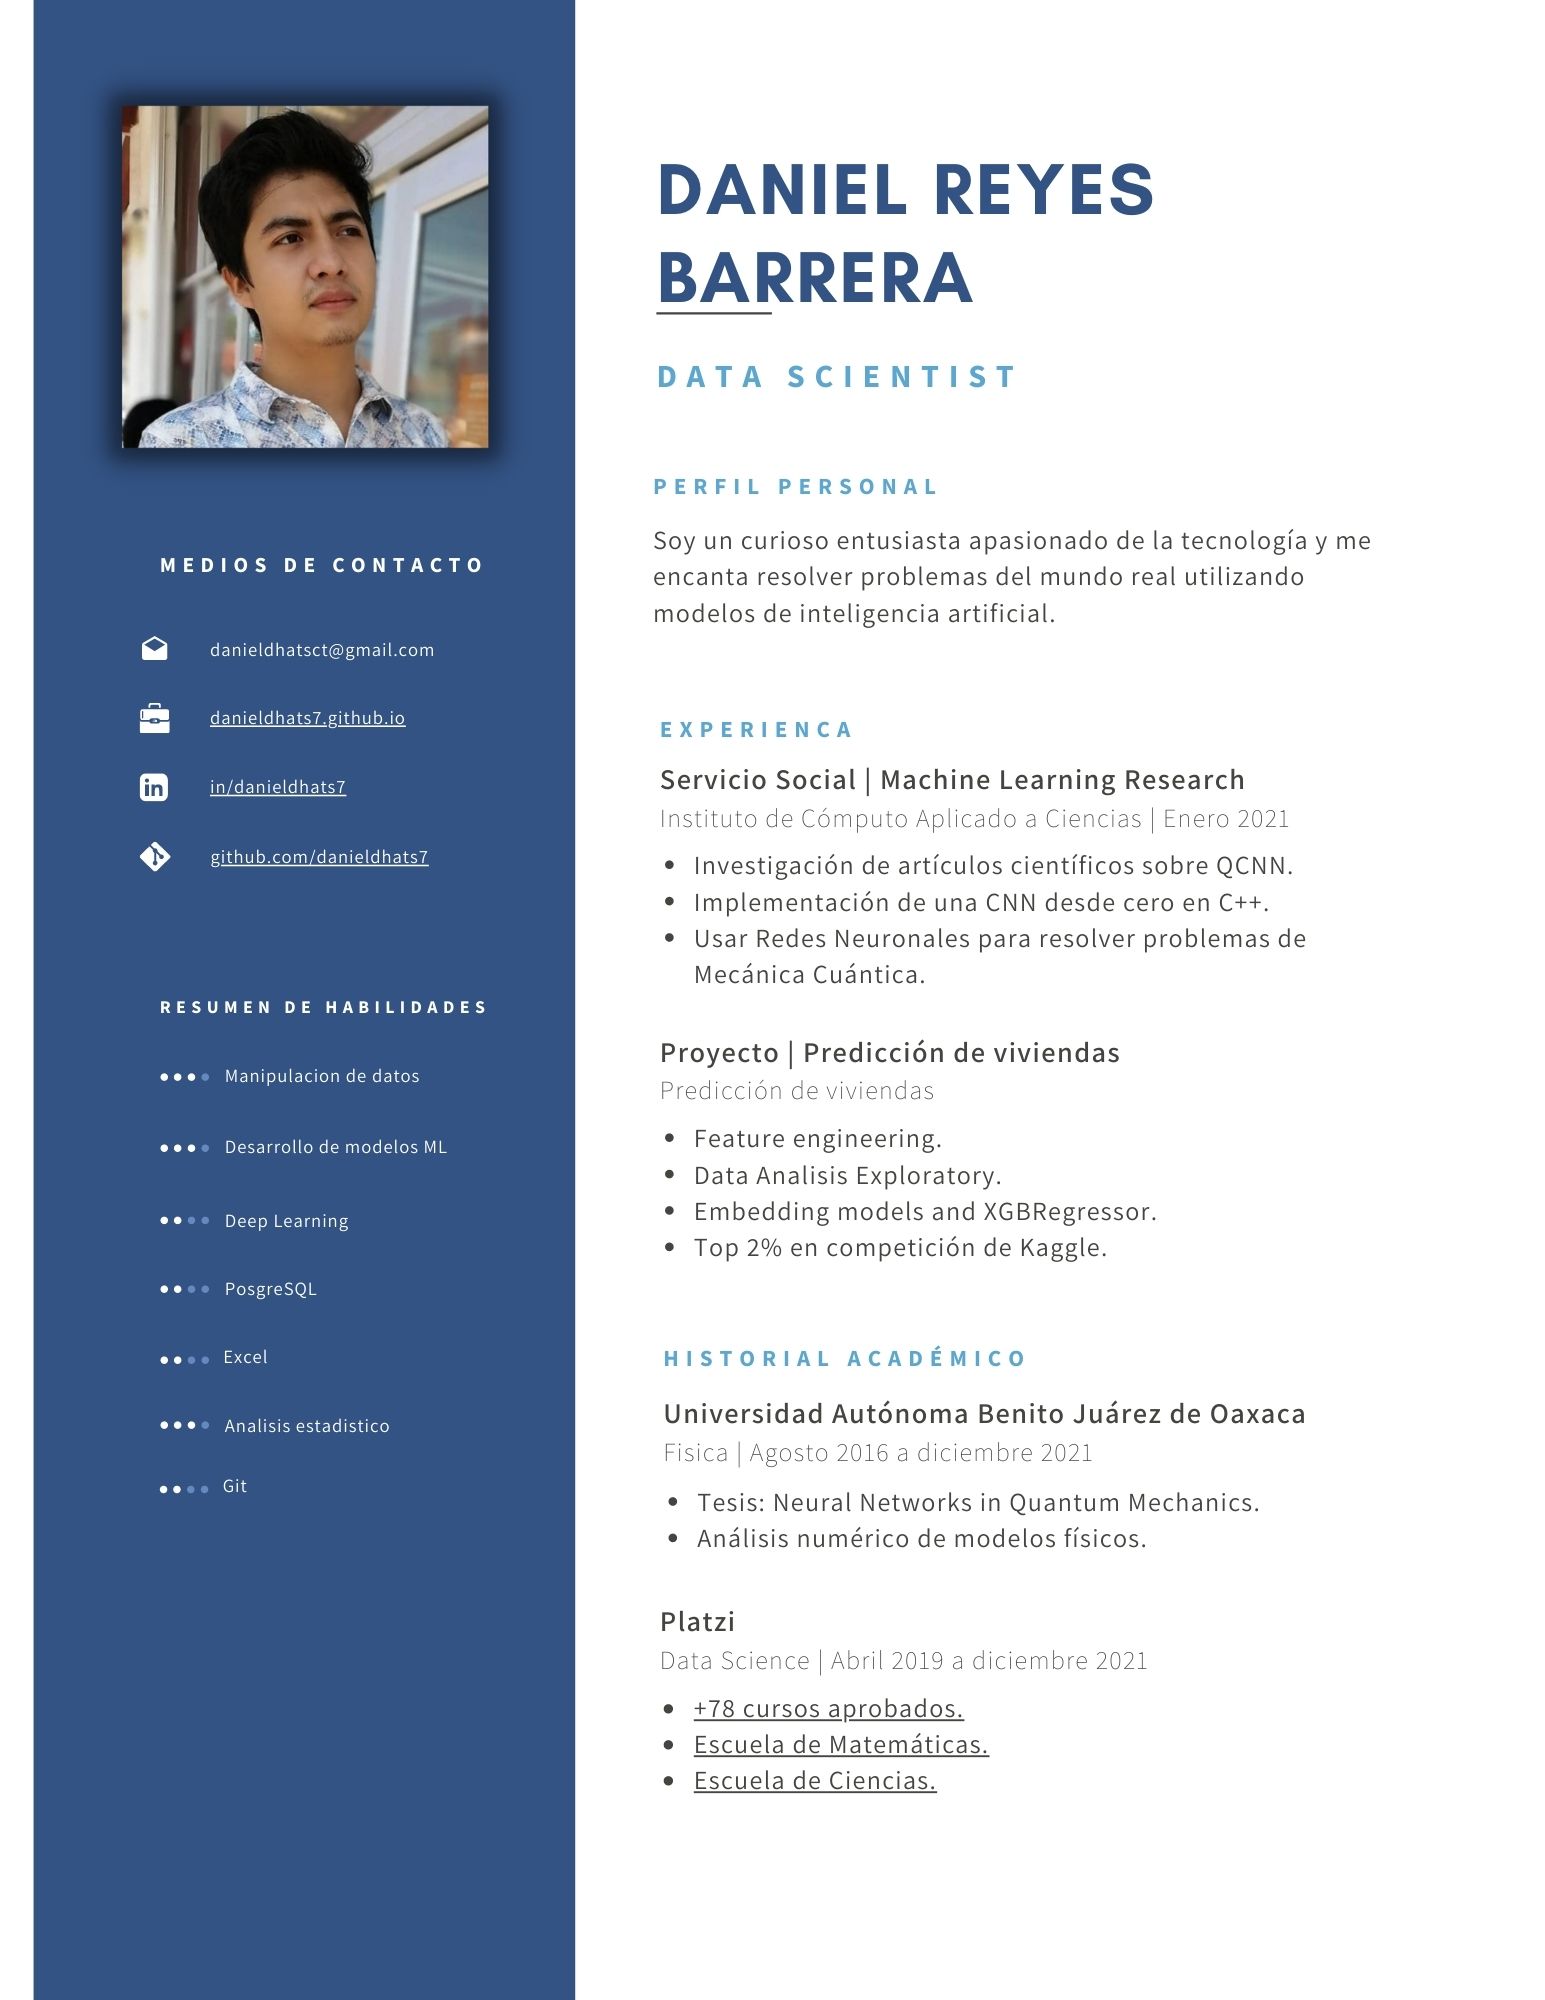 DANIEL REYES
BARRERA
DATA SCIENTIST
MEDIOS DE CONTACTO
danieldhatsct@gmail.com
danieldhats7.github.io
in/danieldhats7
github.com/danieldhats7
RESUMEN DE HABILIDADES
Manipulacion de datos
Desarrollo de modelos ML
Deep Learning
PosgreSQL
Excel
Analisis estadistico
Git
PERFIL PERSONAL
Soy un curioso entusiasta apasionado de la tecnología y me
encanta resolver problemas del mundo real utilizando
modelos de inteligencia artificial.
EXPERIENCA
Servicio Social | Machine Learning Research
Instituto de Cómputo Aplicado a Ciencias | Enero 2021
• Investigación de artículos científicos sobre QCNN.
• Implementación de una CNN desde cero en C++.
• Usar Redes Neuronales para resolver problemas de
Mecánica Cuántica.
Proyecto | Predicción de viviendas
Predicción de viviendas
• Feature engineering.
• Data Analisis Exploratory.
• Embedding models and XGBRegressor.
• Top 2% en competición de Kaggle.
HISTORIAL ACADÉMICO
Universidad Autónoma Benito Juárez de Oaxaca
Fisica | Agosto 2016 a diciembre 2021
• Tesis: Neural Networks in Quantum Mechanics.
• Análisis numérico de modelos físicos.
Platzi
Data Science | Abril 2019 a diciembre 2021
• +78 cursos aprobados.
• Escuela de Matemáticas.
• Escuela de Ciencias.